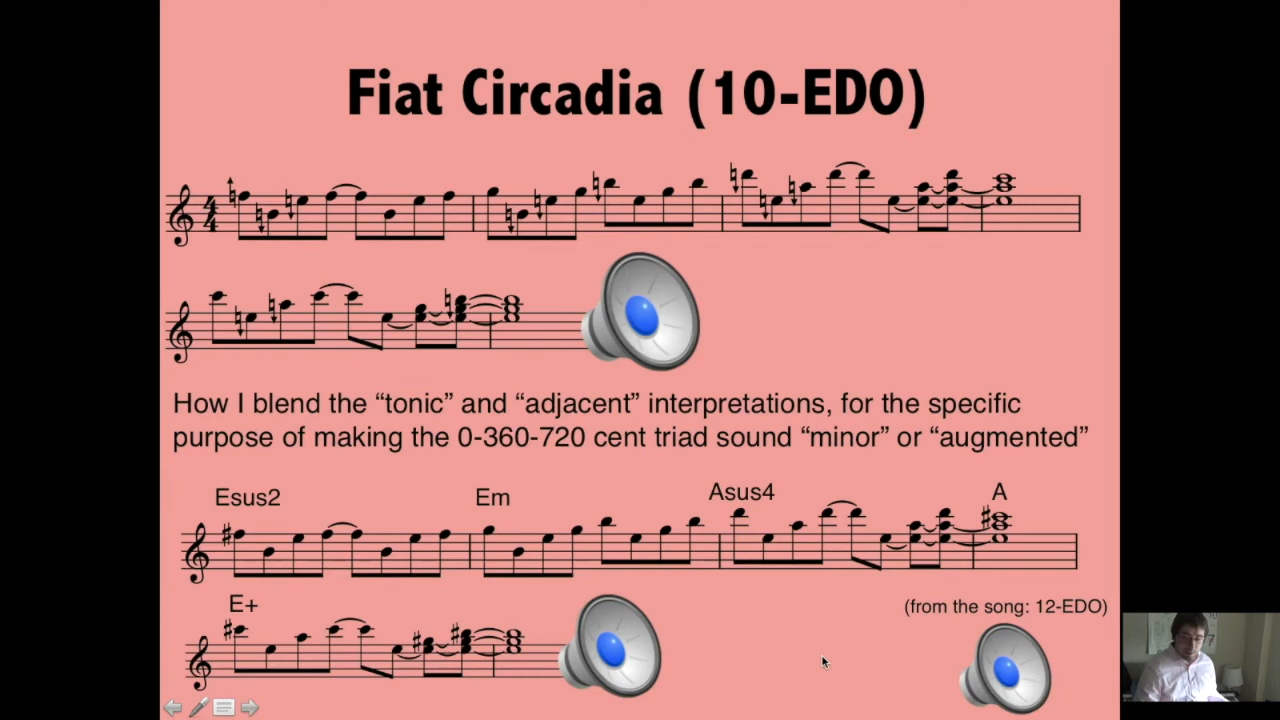 Fiat Circadia (10-EDO)
How I blend the “tonic” and “adjacent” interpretations, for the specific
purpose of making the 0-360-720 cent triad sound “minor” or “augmented”
Esus2 Em Asus4 A
E+
(from the song: 12-EDO)